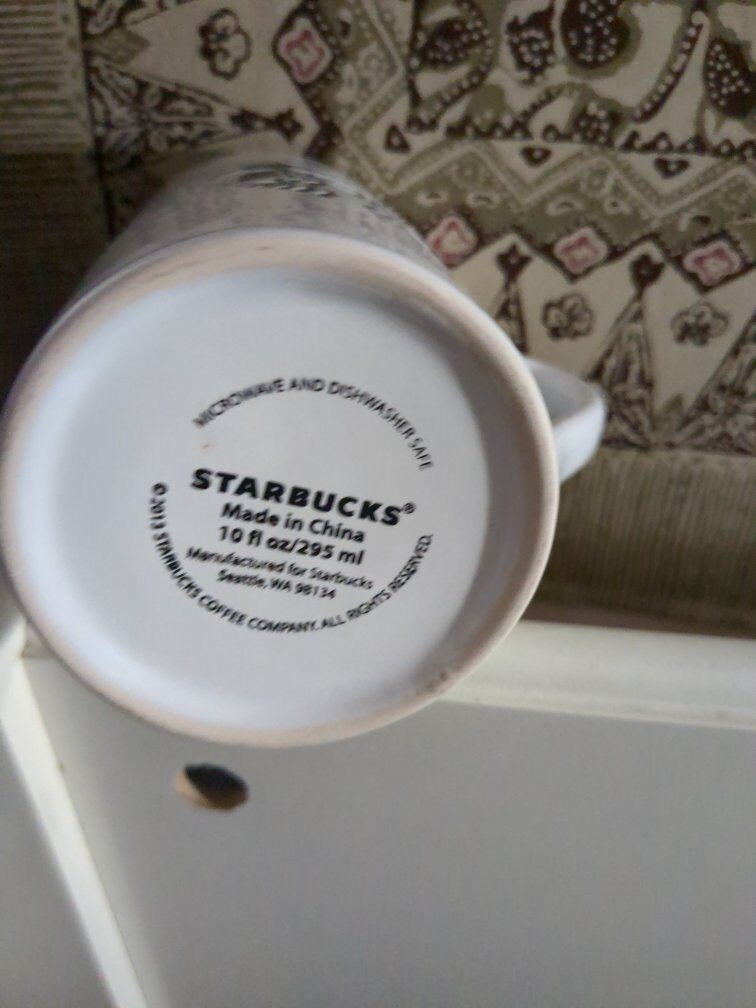 MICROWAVE AND DISHWASHER SAFE
STARBUCKS®
Made in China
10 fl oz/295 ml
Manufactured for Starbucks
Seattle, WA 98134
© 2013 STARBUCKS COFFEE COMPANY. ALL RIGHTS RESERVED.